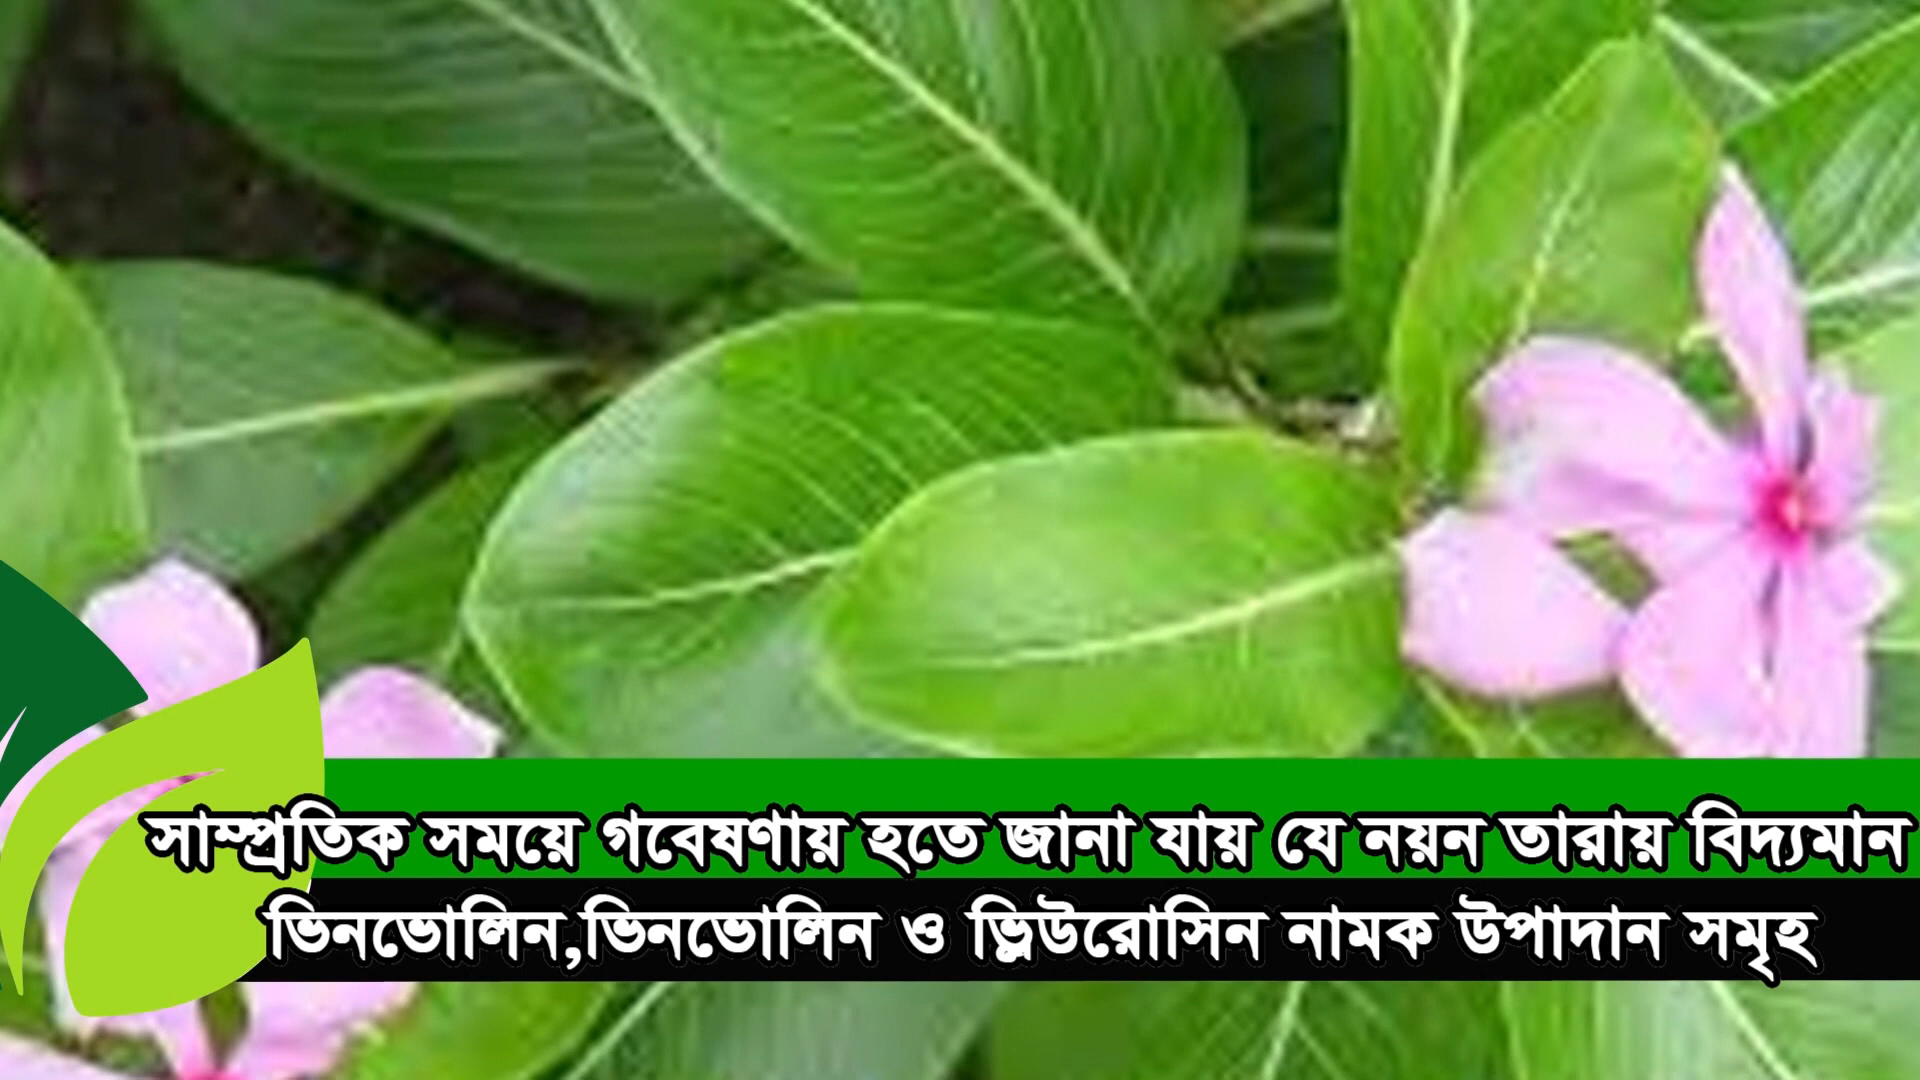 সাম্প্রতিক সময়ে গবেষণায় হতে জানা যায় যে নয়ন তারায় বিদ্যমান
ভিনভোলিন,ভিনভোলিন ও ভ্লিউরোসিন নামক উপাদান সমৃহ